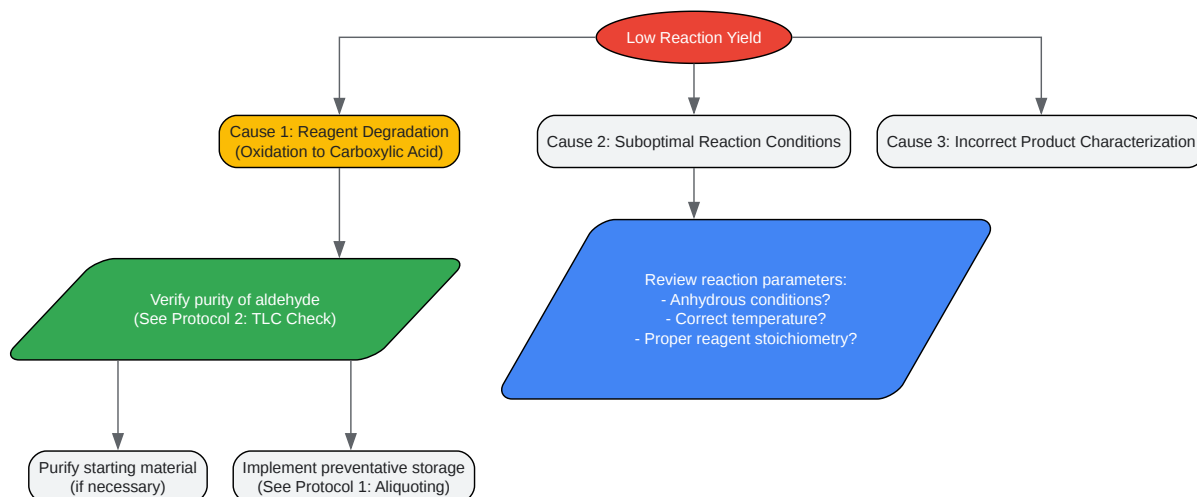 Low Reaction Yield
Cause 1: Reagent Degradation
(Oxidation to Carboxylic Acid)
Cause 2: Suboptimal Reaction Conditions
Cause 3: Incorrect Product Characterization
Verify purity of aldehyde
(See Protocol 2: TLC Check)
Review reaction parameters:
- Anhydrous conditions?
- Correct temperature?
- Proper reagent stoichiometry?
Purify starting material
(if necessary)
Implement preventative storage
(See Protocol 1: Aliquoting)